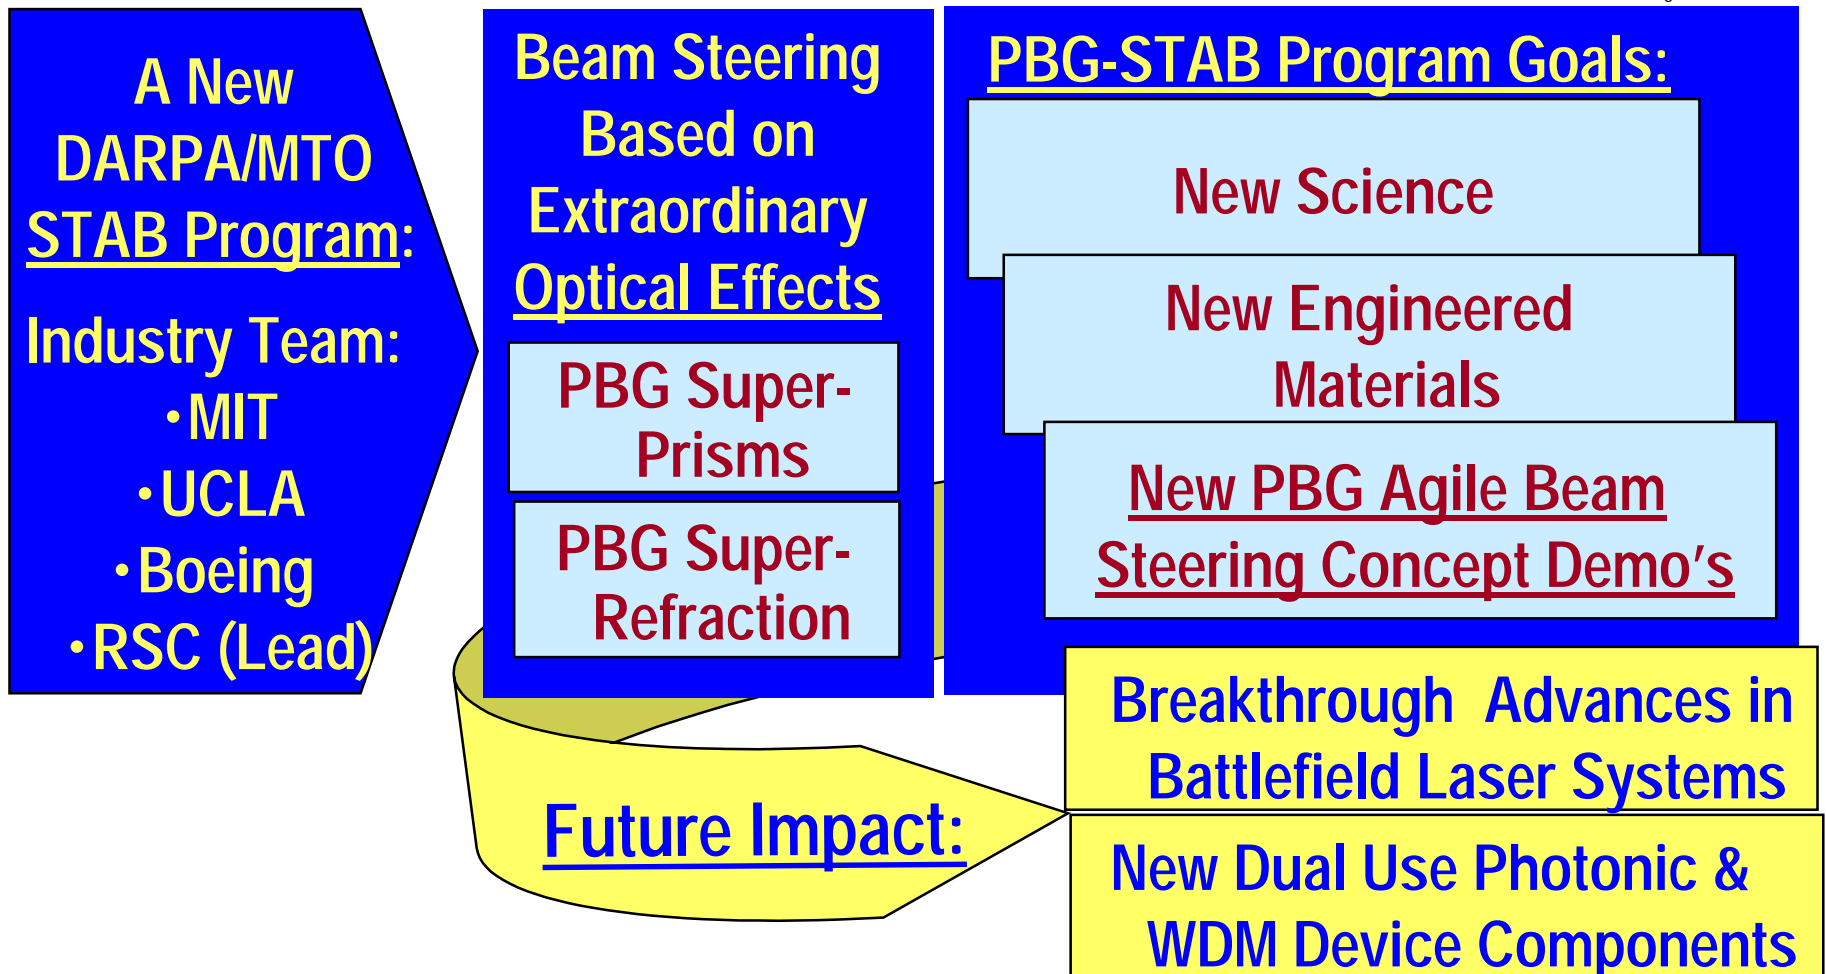 A New
DARPA/MTO
STAB Program:
Industry Team:
•MIT
•UCLA
•Boeing
•RSC (Lead)
Beam Steering
Based on
Extraordinary
Optical Effects
PBG Super-
Prisms
PBG Super-
Refraction
PBG-STAB Program Goals:
New Science
New Engineered
Materials
New PBG Agile Beam
Steering Concept Demo's
Future Impact:
Breakthrough Advances in
Battlefield Laser Systems
New Dual Use Photonic &
WDM Device Components